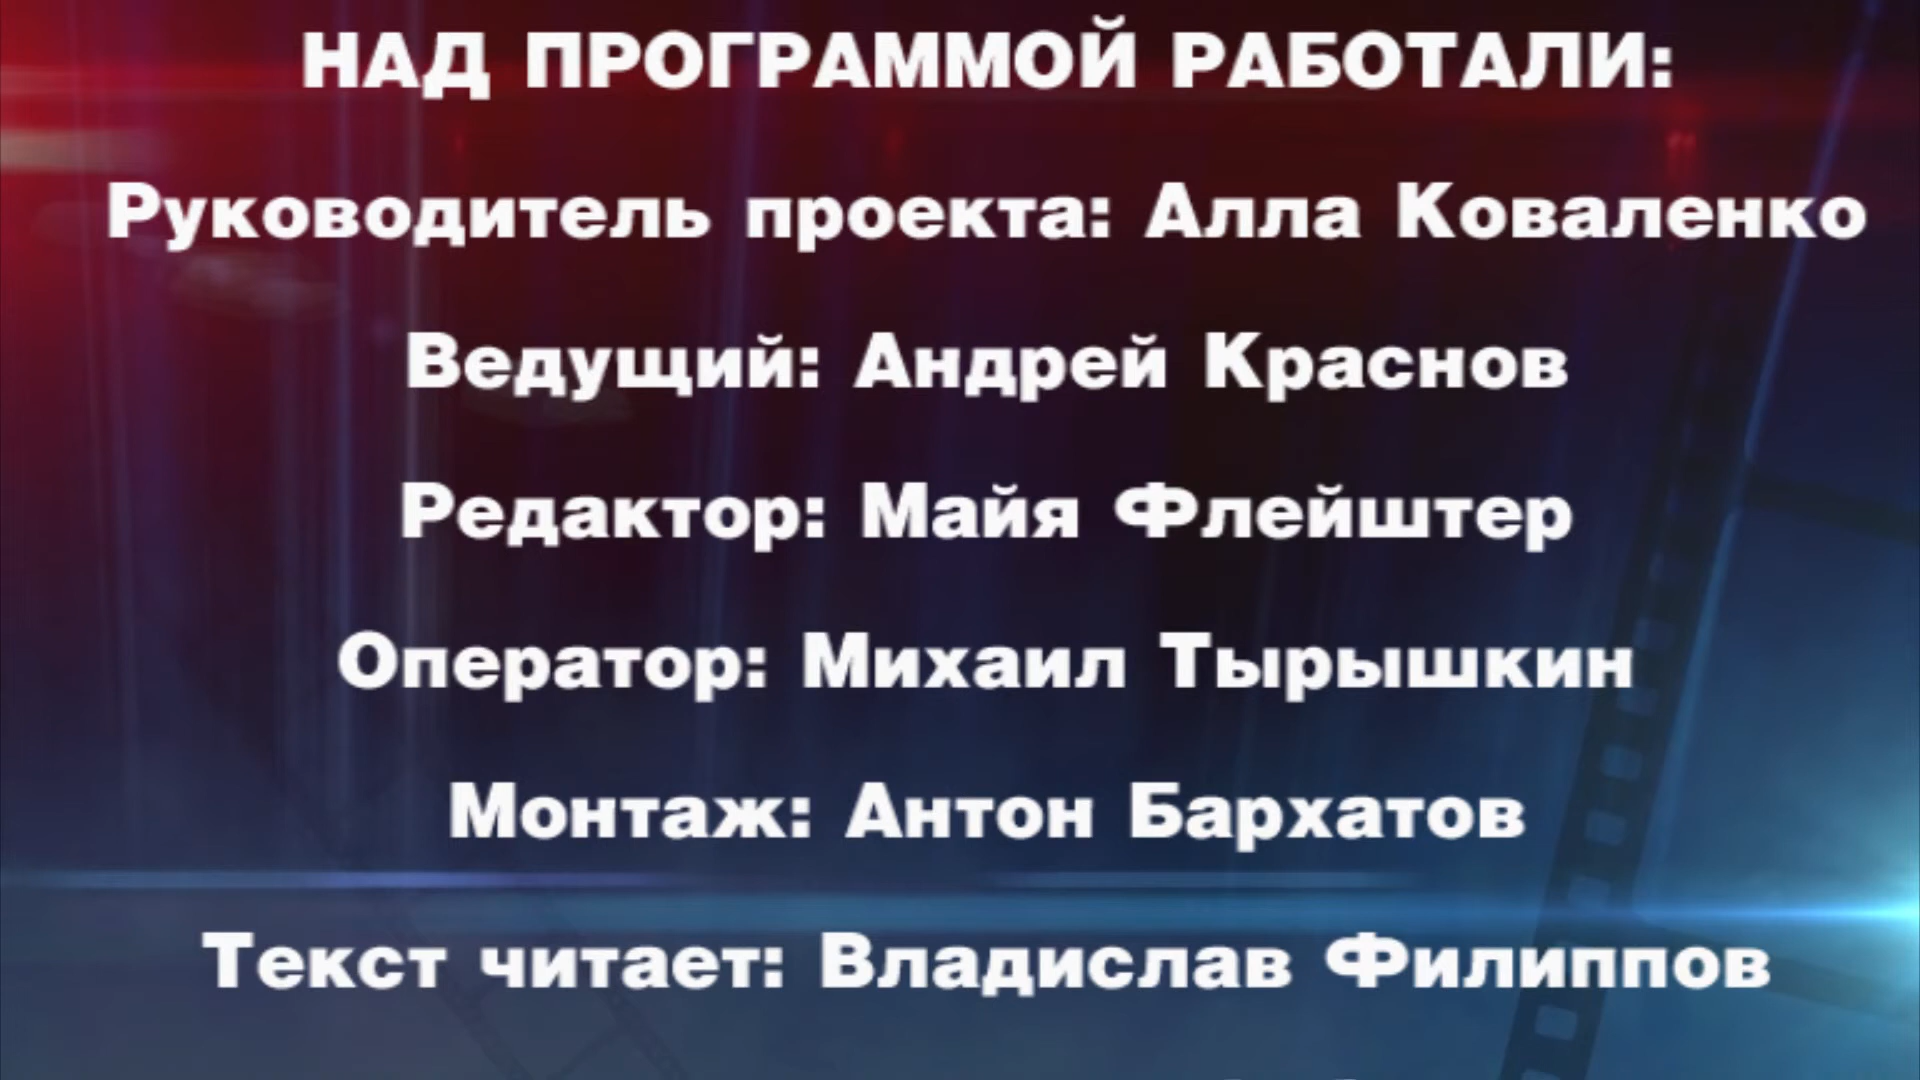 НАД ПРОГРАММОЙ РАБОТАЛИ:
Руководитель проекта: Алла Коваленко
Ведущий: Андрей Краснов
Редактор: Майя Флейштер
Оператор: Михаил Тырышкин
Монтаж: Антон Бархатов
Текст читает: Владислав Филиппов